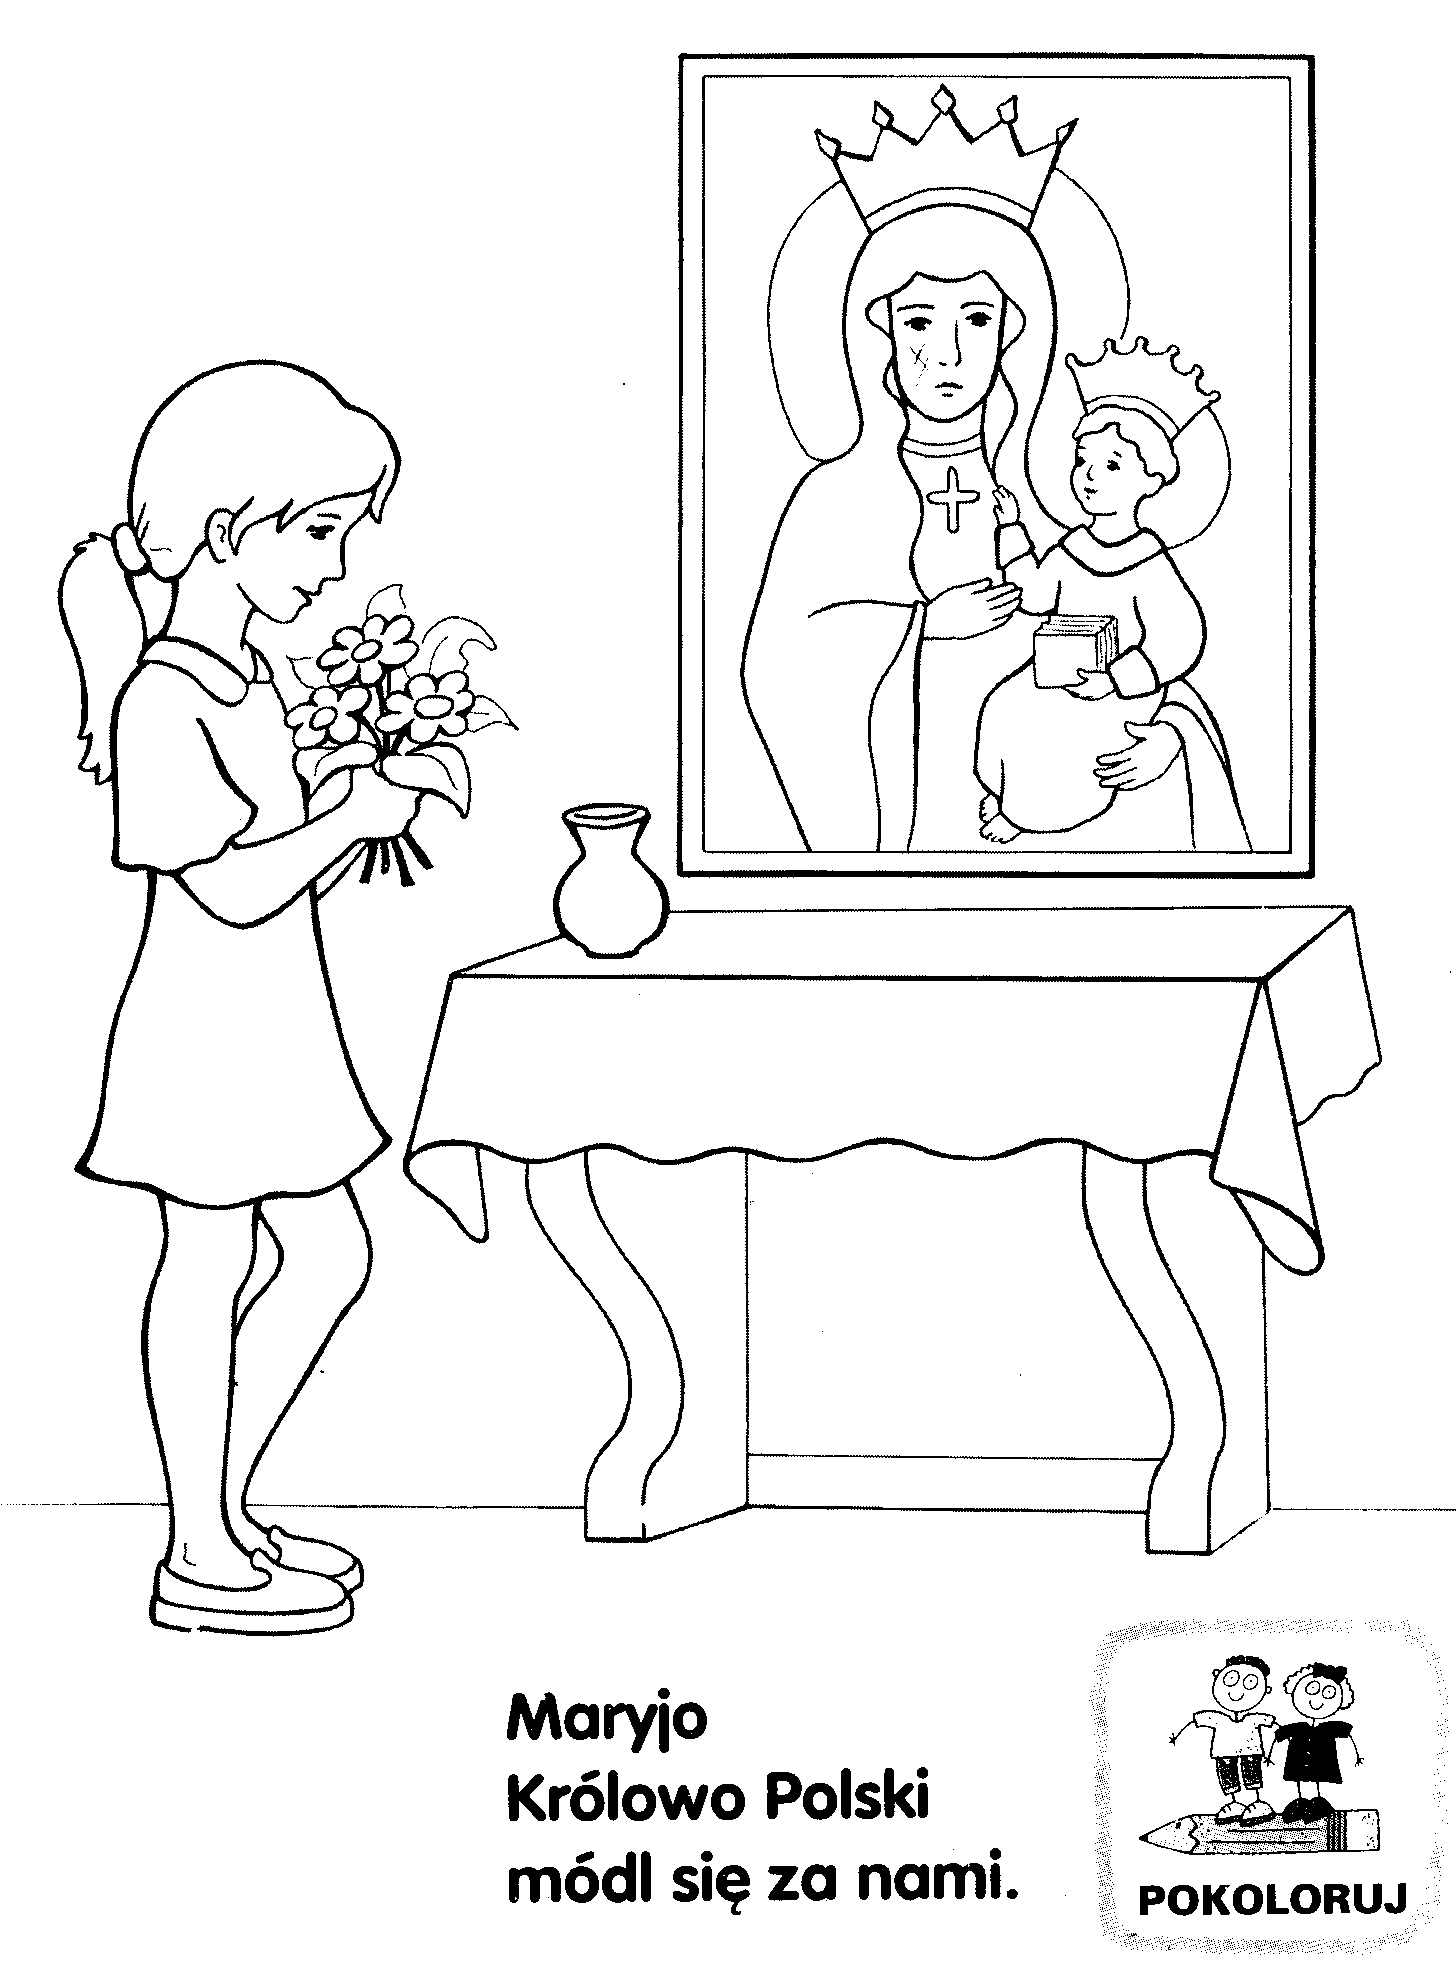 Maryjo
Królowo Polski
módl się za nami.
POKOLORUJ